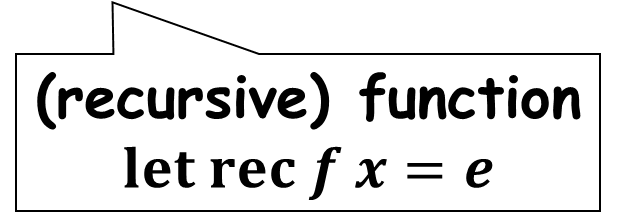 (recursive) function
let rec f x = e